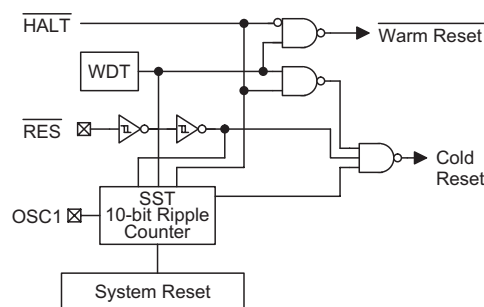 HALT
Warm Reset
WDT
RES
Cold
Reset
SST
10-bit Ripple
Counter
OSC1
System Reset